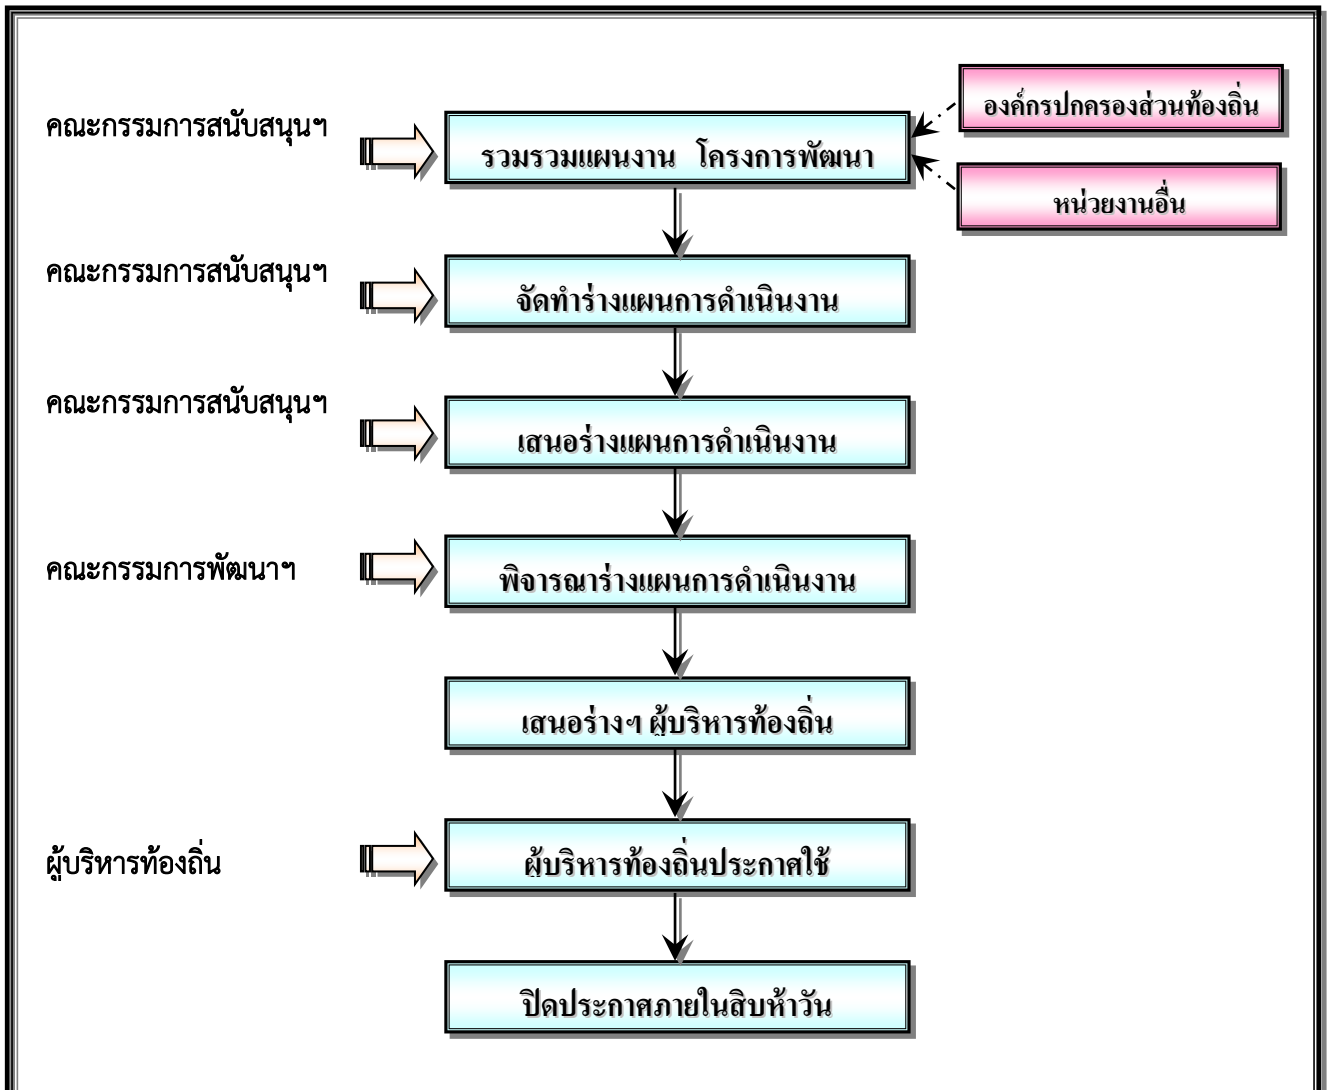 องค์กรปกครองส่วนท้องถิ่น
คณะกรรมการสนับสนุนฯ
รวมรวมแผนงาน โครงการพัฒนา
หน่วยงานอื่น
คณะกรรมการสนับสนุนฯ
จัดทำร่างแผนการดำเนินงาน
คณะกรรมการสนับสนุนฯ
เสนอร่างแผนการดำเนินงาน
คณะกรรมการพัฒนาฯ
พิจารณาร่างแผนการดำเนินงาน
เสนอร่างฯ ผู้บริหารท้องถิ่น
ผู้บริหารท้องถิ่น
ผู้บริหารท้องถิ่นประกาศใช้
ปิดประกาศภายในสิบห้าวัน